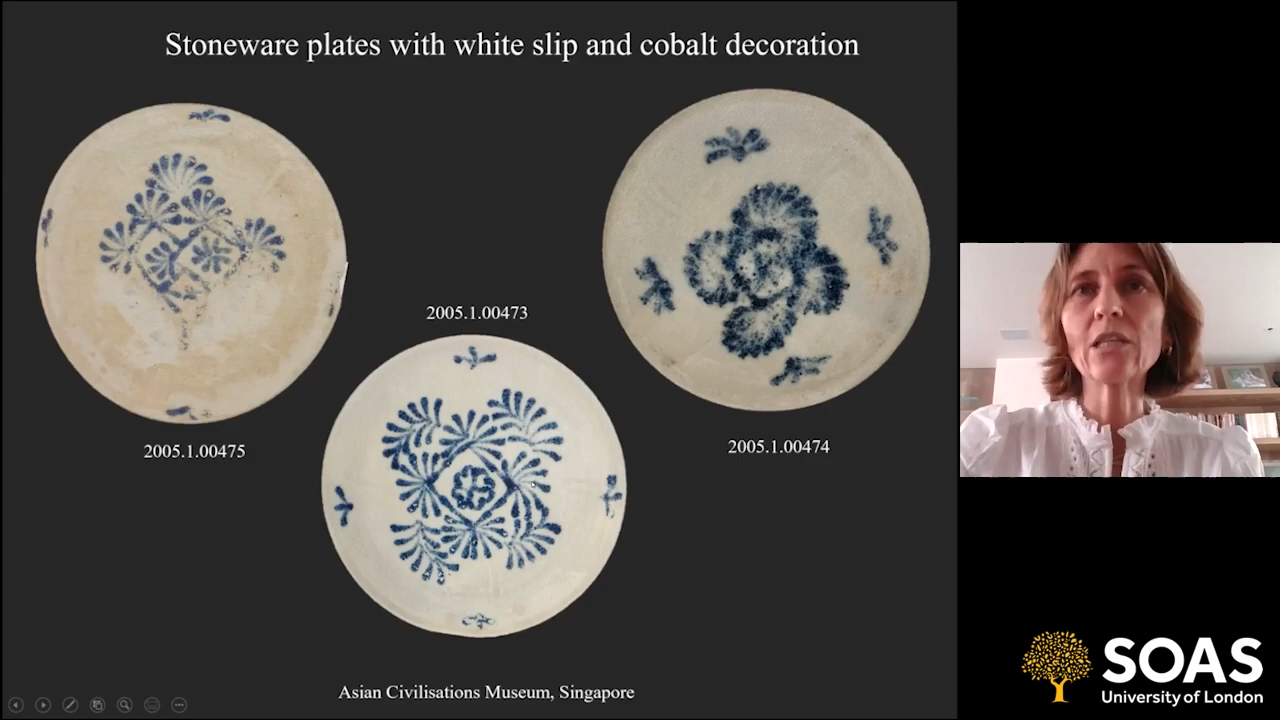 Stoneware plates with white slip and cobalt decoration
2005.1.00473
2005.1.00475
2005.1.00474
Asian Civilisations Museum, Singapore
SOAS
University of London